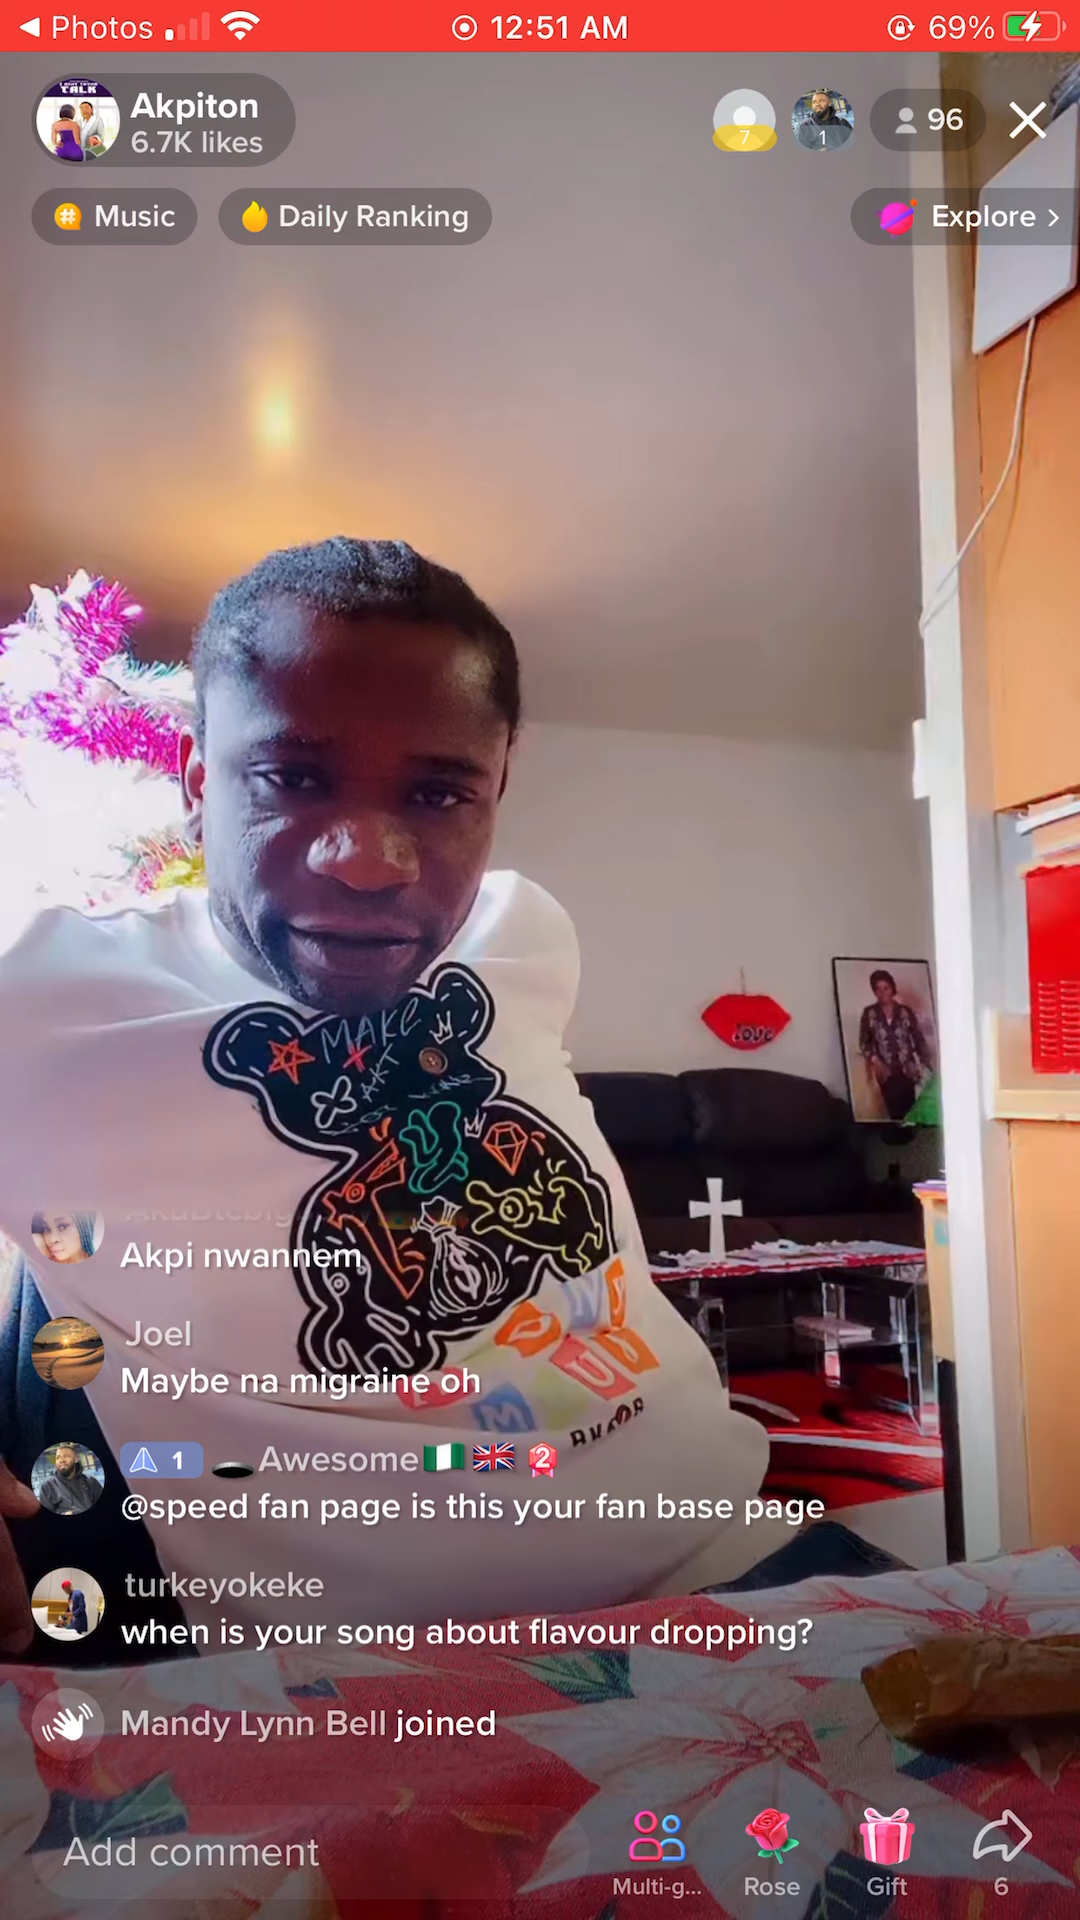 Photos
12:51 AM
69%
TALK
Akpiton
6.7K likes
7
1
96
Music
Daily Ranking
Explore >
love
MAKE
Akpi nwannem
Joel
Maybe na migraine oh
1 Awesome 2
@speed fan page is this your fan base page
turkeyokeke
when is your song about flavour dropping?
Mandy Lynn Bell joined
Add comment
Multi-g...
Rose
Gift
6